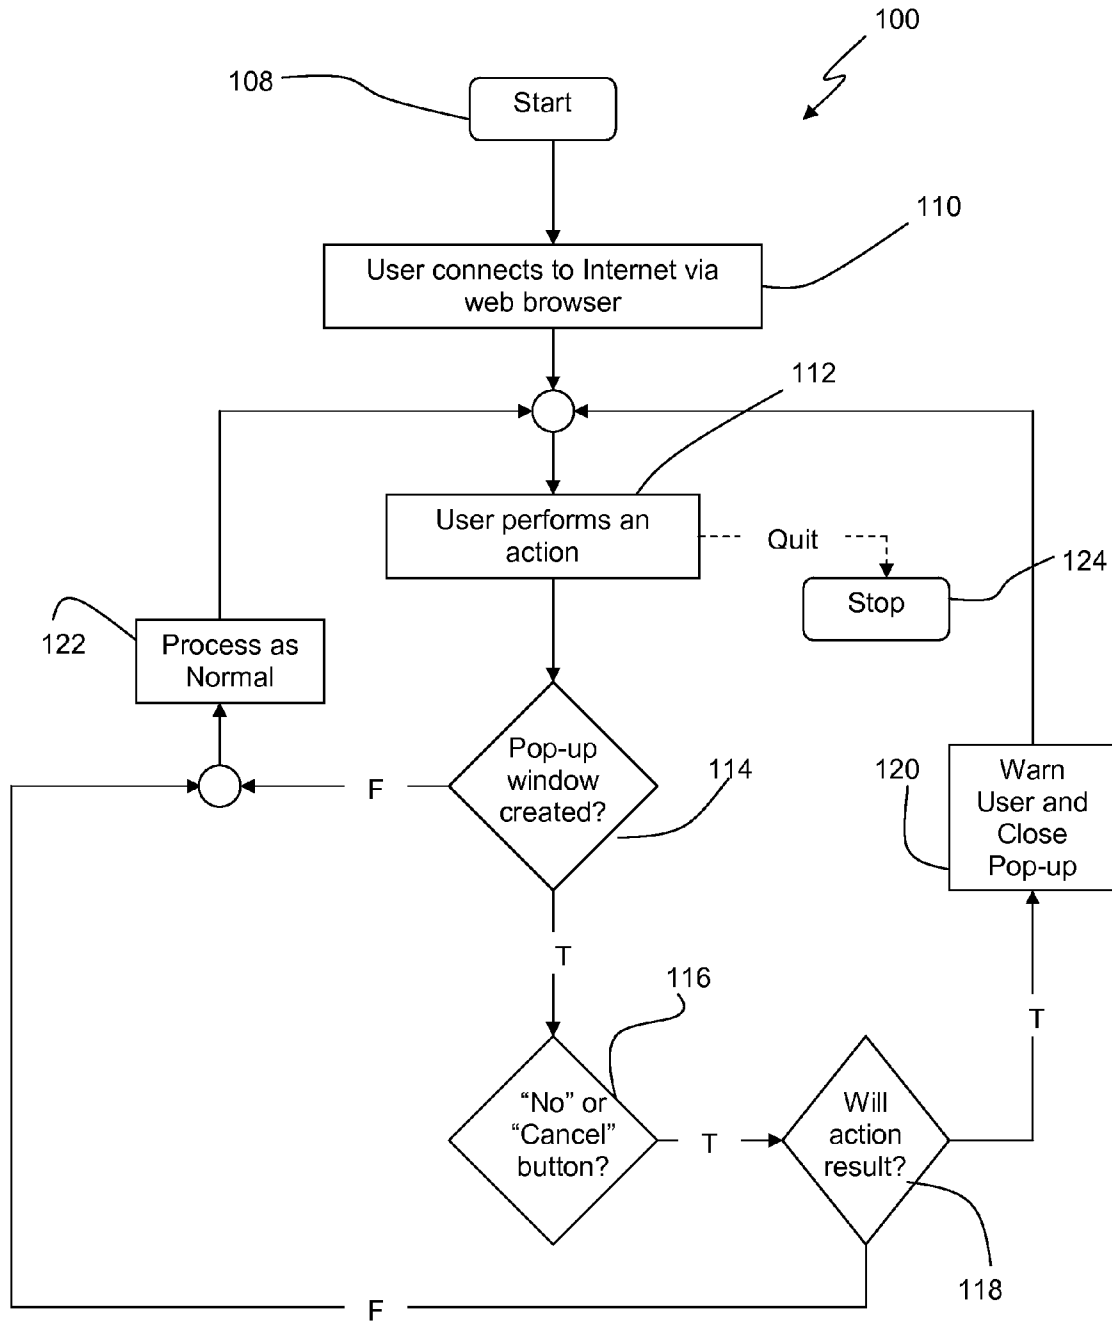 100
108
Start
110
User connects to Internet via
web browser
112
User performs an
action
Quit
124
Stop
122
Process as
Normal
Pop-up
window
created?
114
F
120
Warn
User and
Close
Pop-up
T
116
T
“No” or
“Cancel”
button?
T
Will
action
result?
118
F